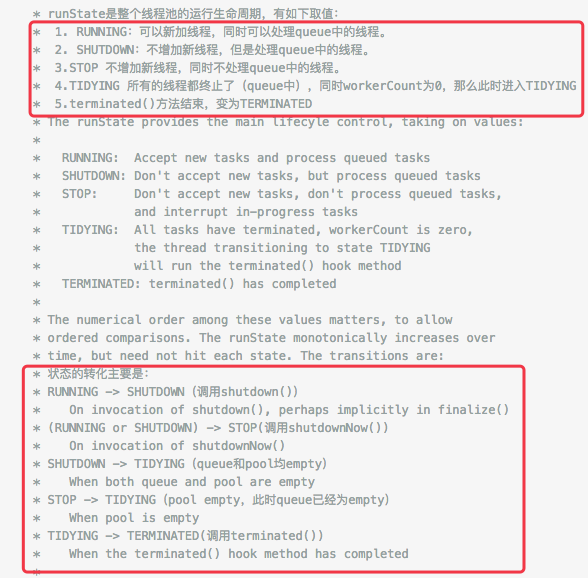 * runState是整个线程池的运行生命周期，有如下取值：
* 1. RUNNING：可以新加线程，同时可以处理queue中的线程。
* 2. SHUTDOWN：不增加新线程，但是处理queue中的线程。
* 3.STOP 不增加新线程，同时不处理queue中的线程。
* 4.TIDYING 所有的线程都终止了（queue中），同时workerCount为0，那么此时进入TIDYING
* 5.terminated()方法结束，变为TERMINATED
* The runState provides the main lifecyle control, taking on values:
*
* RUNNING: Accept new tasks and process queued tasks
* SHUTDOWN: Don't accept new tasks, but process queued tasks
* STOP: Don't accept new tasks, don't process queued tasks,
* and interrupt in-progress tasks
* TIDYING: All tasks have terminated, workerCount is zero,
* the thread transitioning to state TIDYING
* will run the terminated() hook method
* TERMINATED: terminated() has completed
*
* The numerical order among these values matters, to allow
* ordered comparisons. The runState monotonically increases over
* time, but need not hit each state. The transitions are:
* 状态的转化主要是：
* RUNNING -> SHUTDOWN（调用shutdown()）
* On invocation of shutdown(), perhaps implicitly in finalize()
* (RUNNING or SHUTDOWN) -> STOP(调用shutdownNow())
* On invocation of shutdownNow()
* SHUTDOWN -> TIDYING（queue和pool均empty）
* When both queue and pool are empty
* STOP -> TIDYING（pool empty，此时queue已经为empty）
* When pool is empty
* TIDYING -> TERMINATED(调用terminated())
* When the terminated() hook method has completed
*